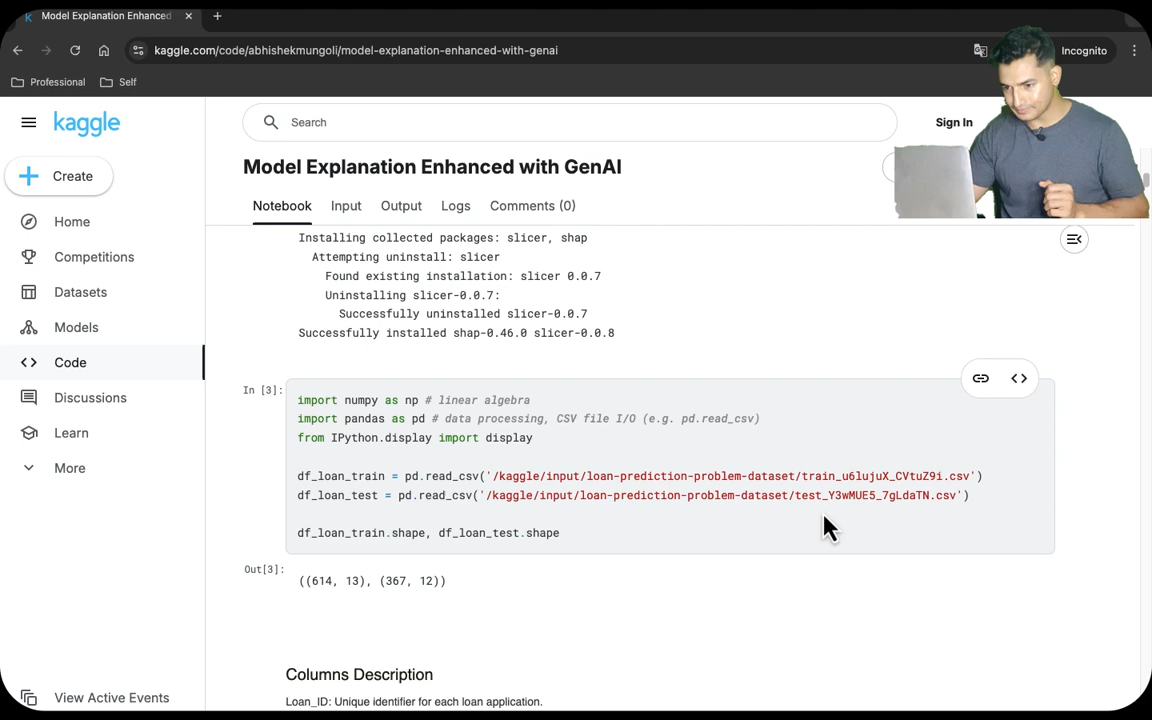 Model Explanation Enhanced
kaggle.com/code/abhishekmungoli/model-explanation-enhanced-with-genai
Incognito
Professional
Self
kaggle
Search
Sign In
Create
Model Explanation Enhanced with GenAI
Notebook
Input
Output
Logs
Comments (0)
Home
Competitions
Datasets
Models
Code
Discussions
Learn
More
View Active Events
Installing collected packages: slicer, shap
Attempting uninstall: slicer
Found existing installation: slicer 0.0.7
Uninstalling slicer-0.0.7:
Successfully uninstalled slicer-0.0.7
Successfully installed shap-0.46.0 slicer-0.0.8
In [3]:
import numpy as np # linear algebra
import pandas as pd # data processing, CSV file I/O (e.g. pd.read_csv)
from IPython.display import display
df_loan_train = pd.read_csv('/kaggle/input/loan-prediction-problem-dataset/train_u6lujuX_CVtuZ9i.csv')
df_loan_test = pd.read_csv('/kaggle/input/loan-prediction-problem-dataset/test_Y3wMUE5_7gLdaTN.csv')
df_loan_train.shape, df_loan_test.shape
Out[3]:
((614, 13), (367, 12))
Columns Description
Loan_ID: Unique identifier for each loan application.